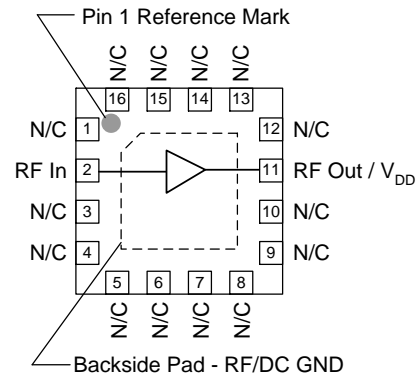 Pin 1 Reference Mark
N/C N/C N/C N/C
16 15 14 13
N/C 1 12 N/C
RF In 2 11 RF Out / VDD
N/C 3 10 N/C
N/C 4 9 N/C
5 6 7 8
N/C N/C N/C N/C
Backside Pad - RF/DC GND